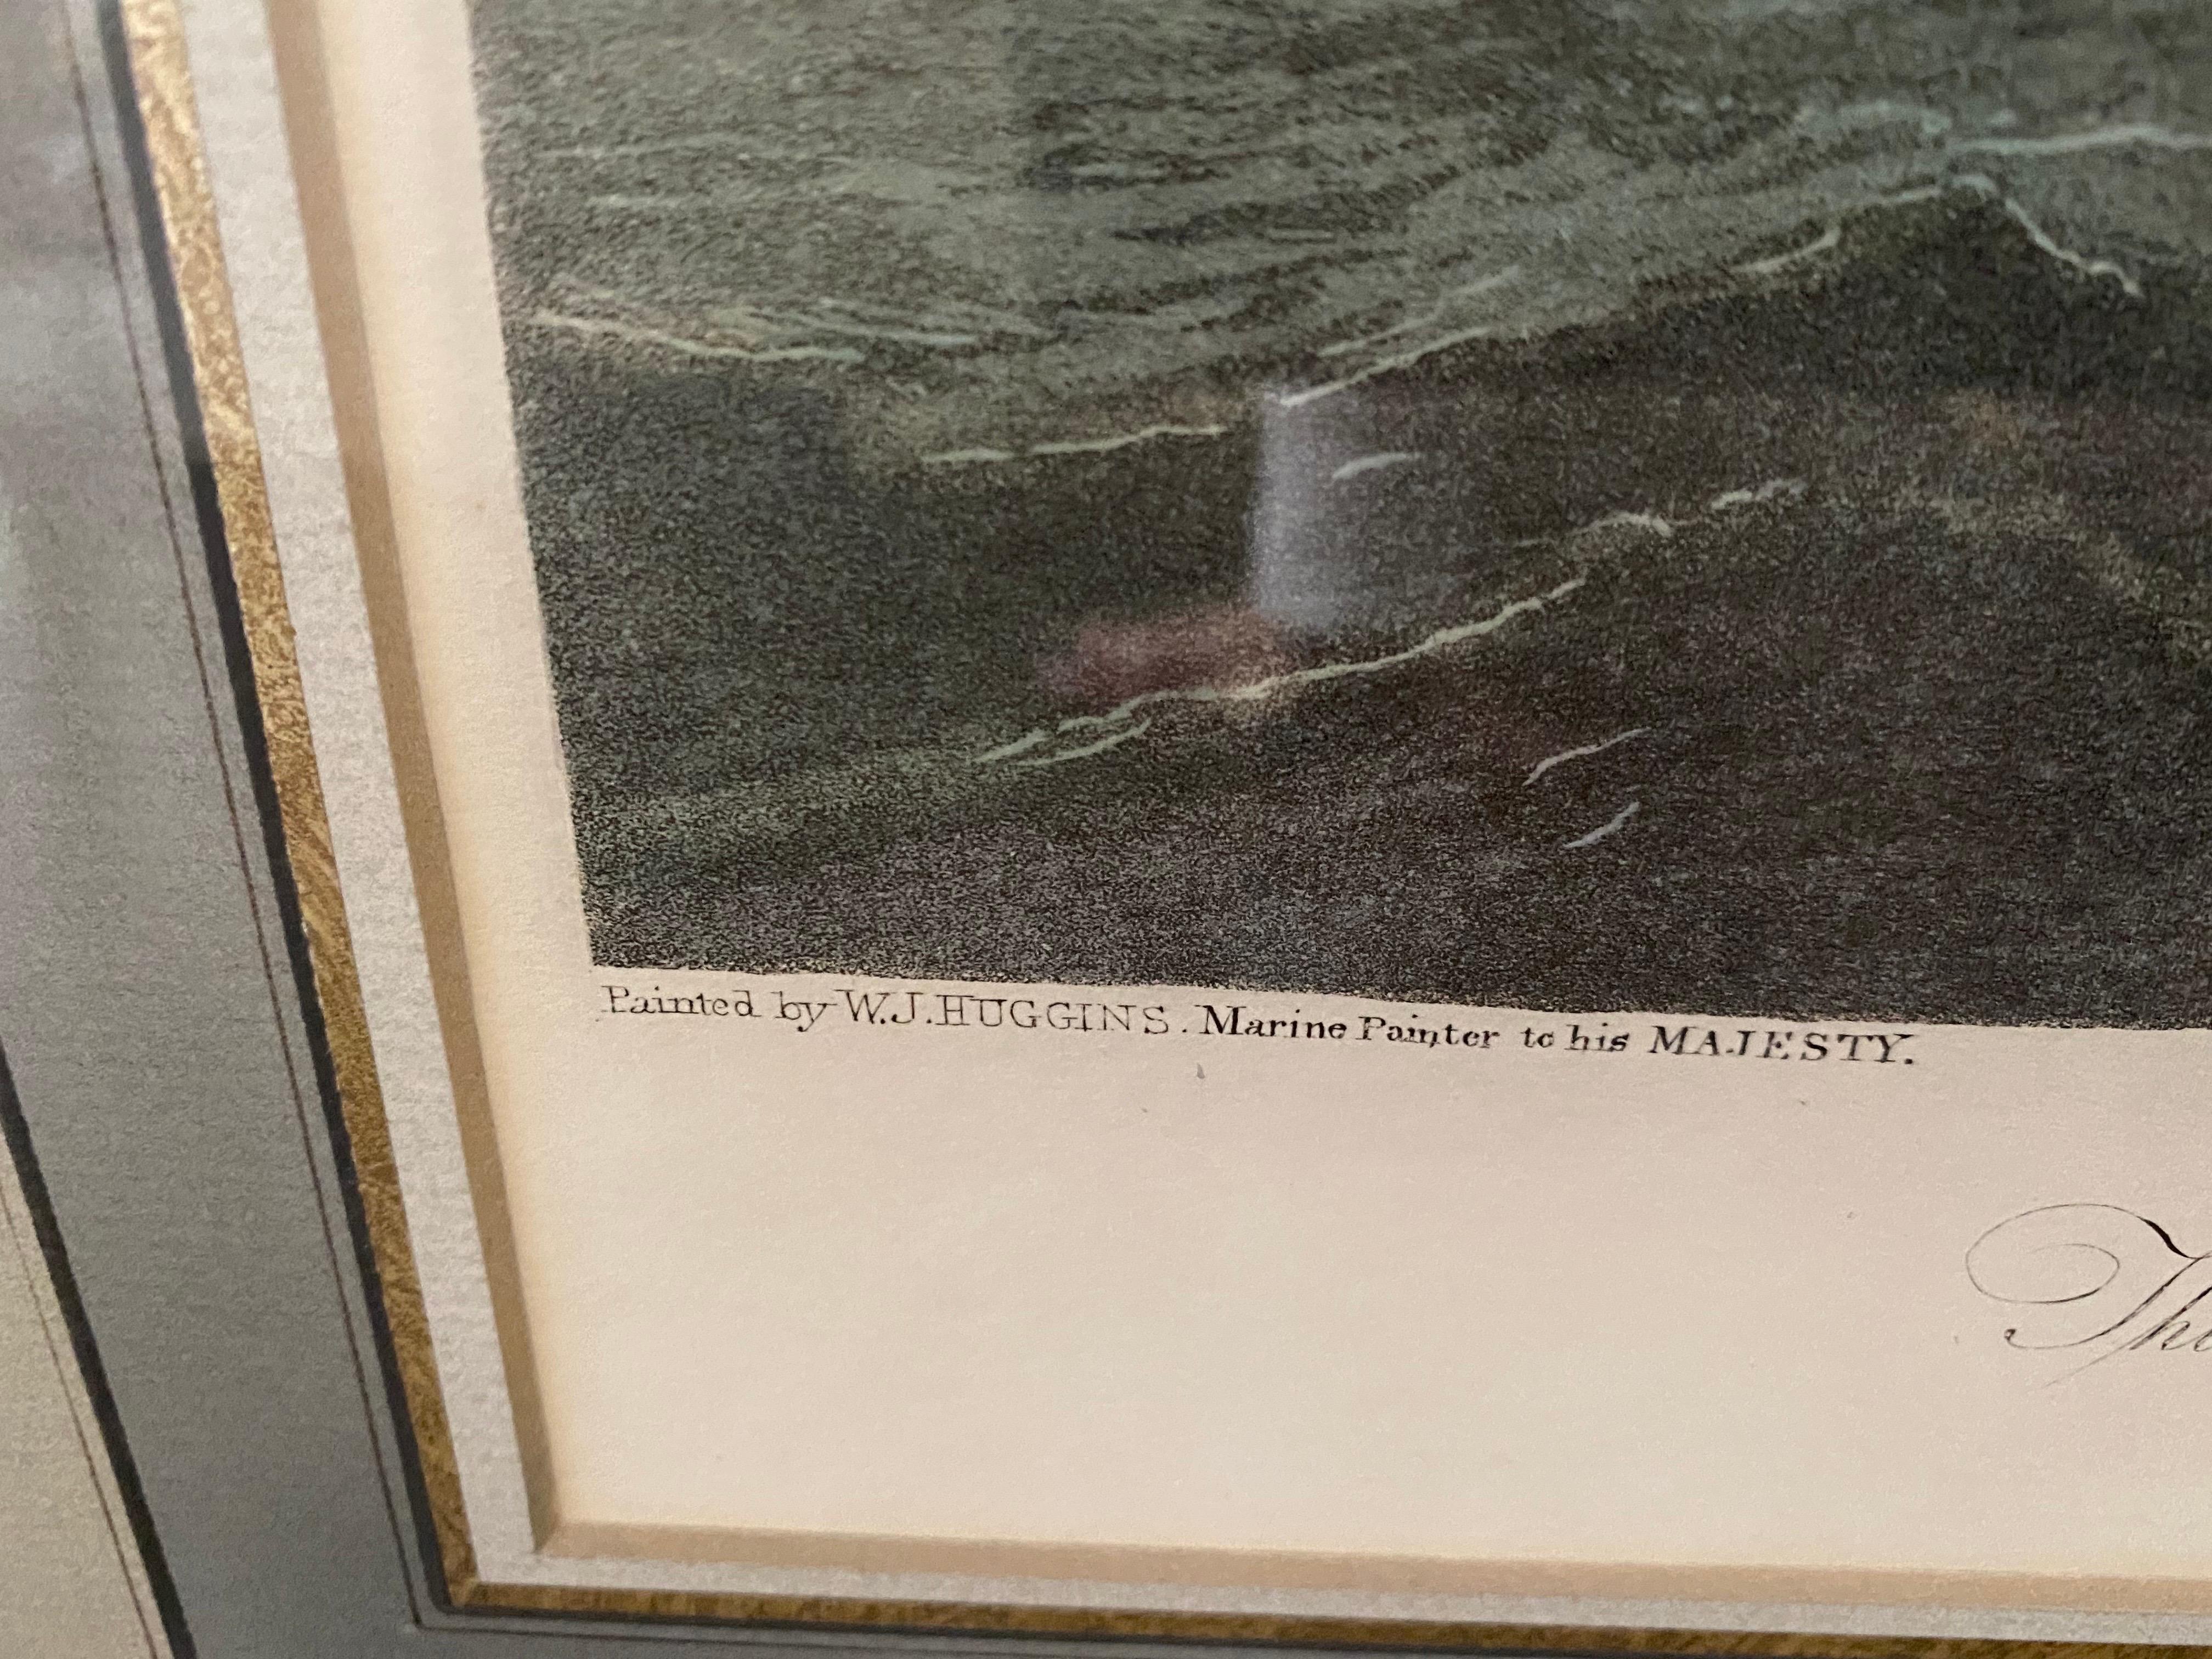 Painted by W.J. HUGGINS. Marine Painter to his MAJESTY.